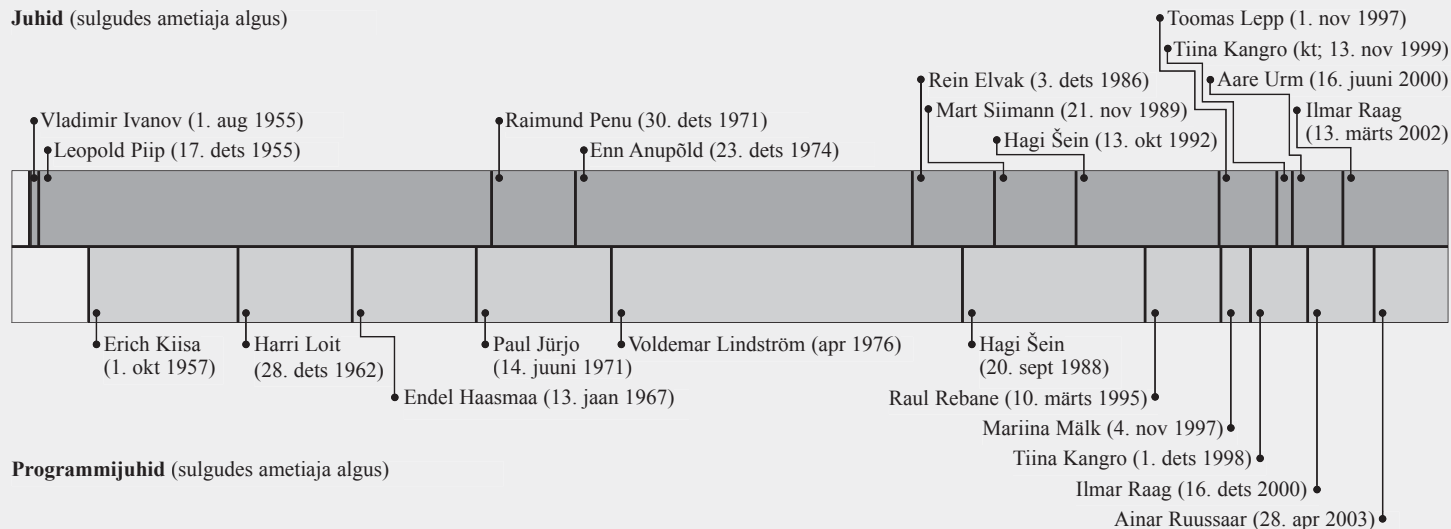 Juhid (sulgudes ametiaja algus)
Toomas Lepp (1. nov 1997)
Tiina Kangro (kt; 13. nov 1999)
Rein Elvak (3. dets 1986)
Aare Urm (16. juuni 2000)
Mart Siimann (21. nov 1989)
Ilmar Raag
(13. märts 2002)
Vladimir Ivanov (1. aug 1955)
Raimund Penu (30. dets 1971)
Hagi Šein (13. okt 1992)
Leopold Piip (17. dets 1955)
Enn Anupõld (23. dets 1974)
Erich Kiisa
(1. okt 1957)
Harri Loit
(28. dets 1962)
Endel Haasmaa (13. jaan 1967)
Paul Jürjo
(14. juuni 1971)
Voldemar Lindström (apr 1976)
Hagi Šein
(20. sept 1988)
Raul Rebane (10. märts 1995)
Mariina Mälk (4. nov 1997)
Tiina Kangro (1. dets 1998)
Ilmar Raag (16. dets 2000)
Ainar Ruussaar (28. apr 2003)
Programmijuhid (sulgudes ametiaja algus)